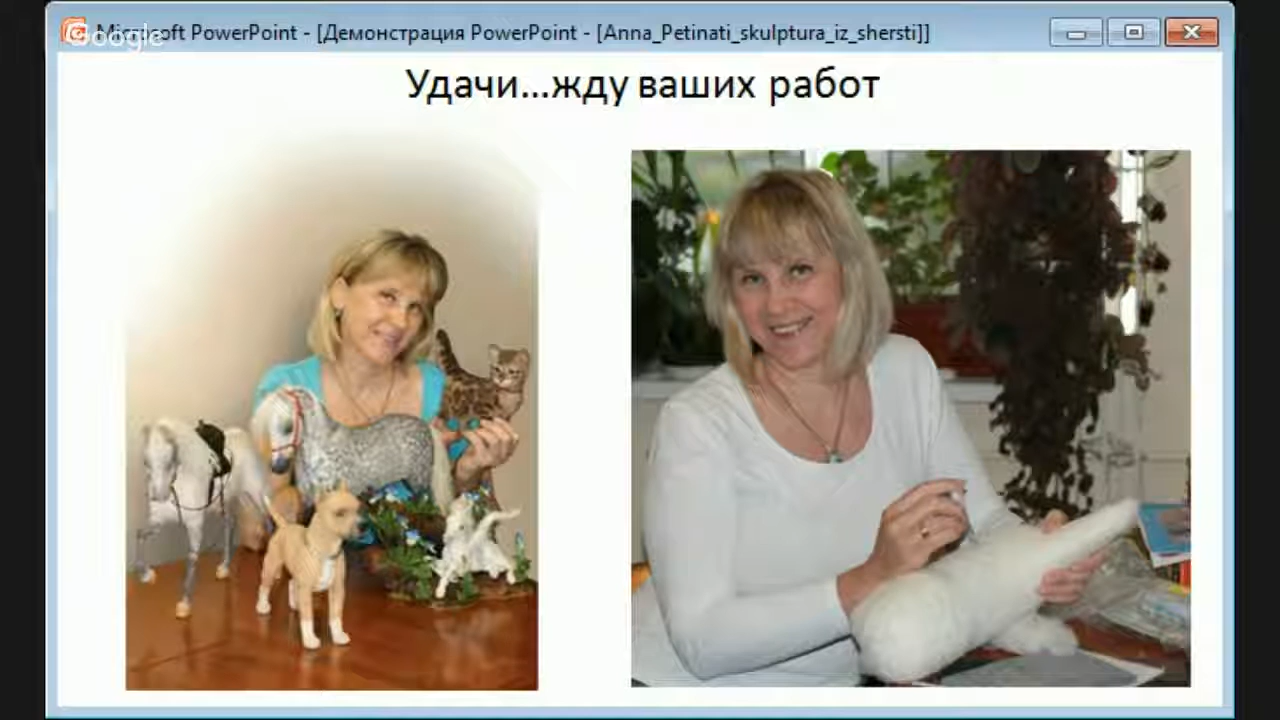 Microsoft PowerPoint - [Демонстрация PowerPoint - [Anna_Petinati_skulptura_iz_shersti]]
Google
Удачи...жду ваших работ